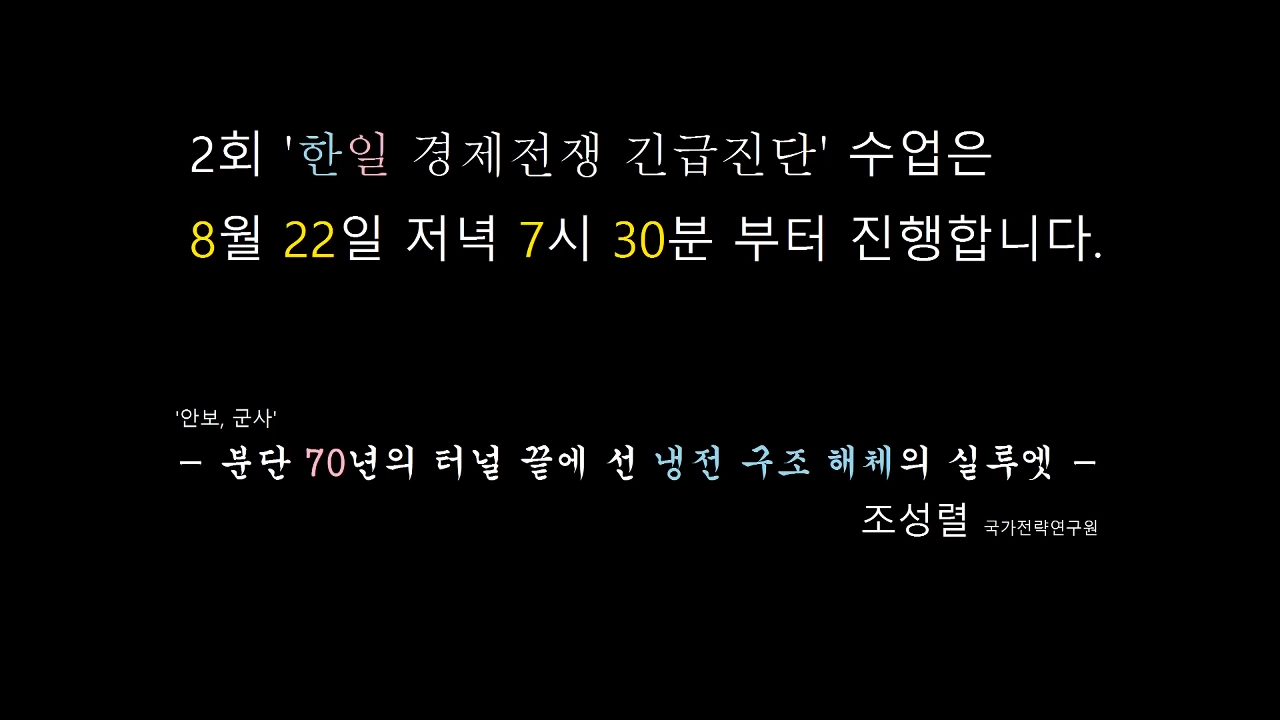 2회 '한일 경제전쟁 긴급진단' 수업은
8월 22일 저녁 7시 30분 부터 진행합니다.
'안보, 군사'
– 분단 70년의 터널 끝에 선 냉전 구조 해체의 실루엣 –
조성렬 국가전략연구원